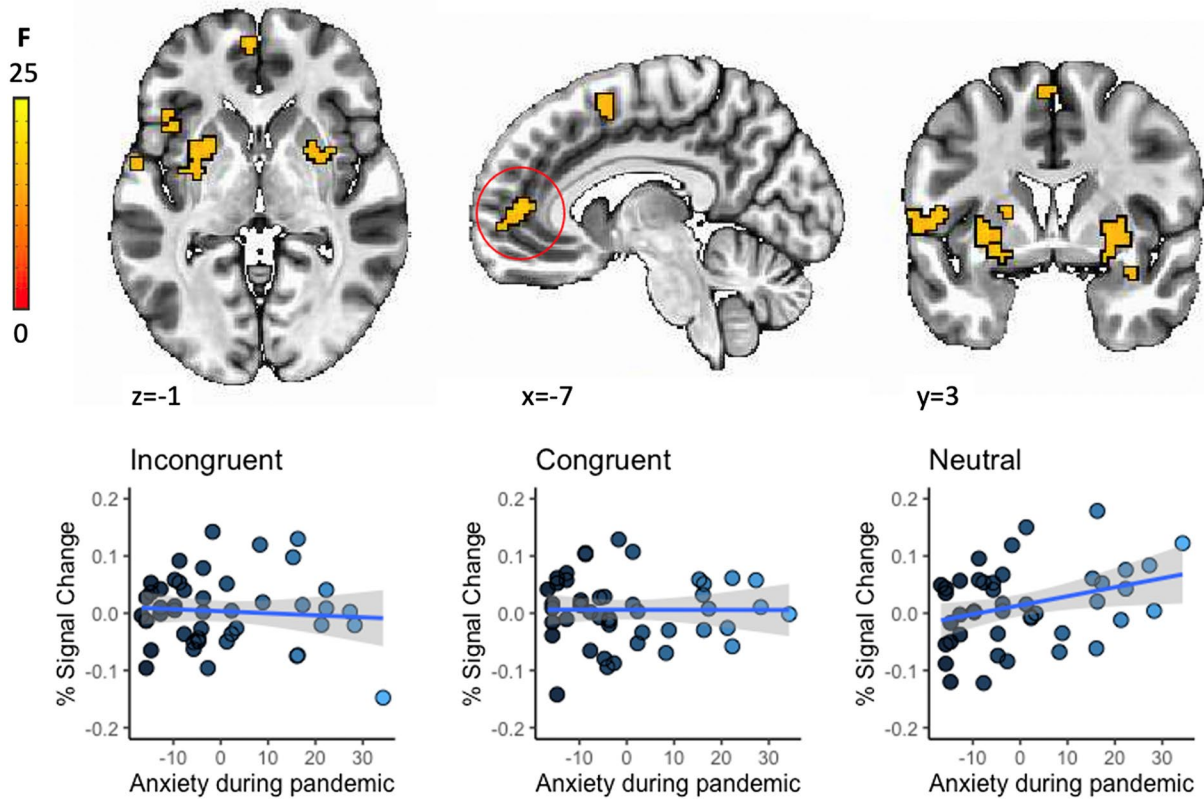 F
25
0
z=-1
x=-7
y=3
Incongruent
Congruent
Neutral
% Signal Change
0.2
0.1
0.0
-0.1
-0.2
-10 0 10 20 30
Anxiety during pandemic
% Signal Change
0.2
0.1
0.0
-0.1
-0.2
-10 0 10 20 30
Anxiety during pandemic
% Signal Change
0.2
0.1
0.0
-0.1
-0.2
-10 0 10 20 30
Anxiety during pandemic